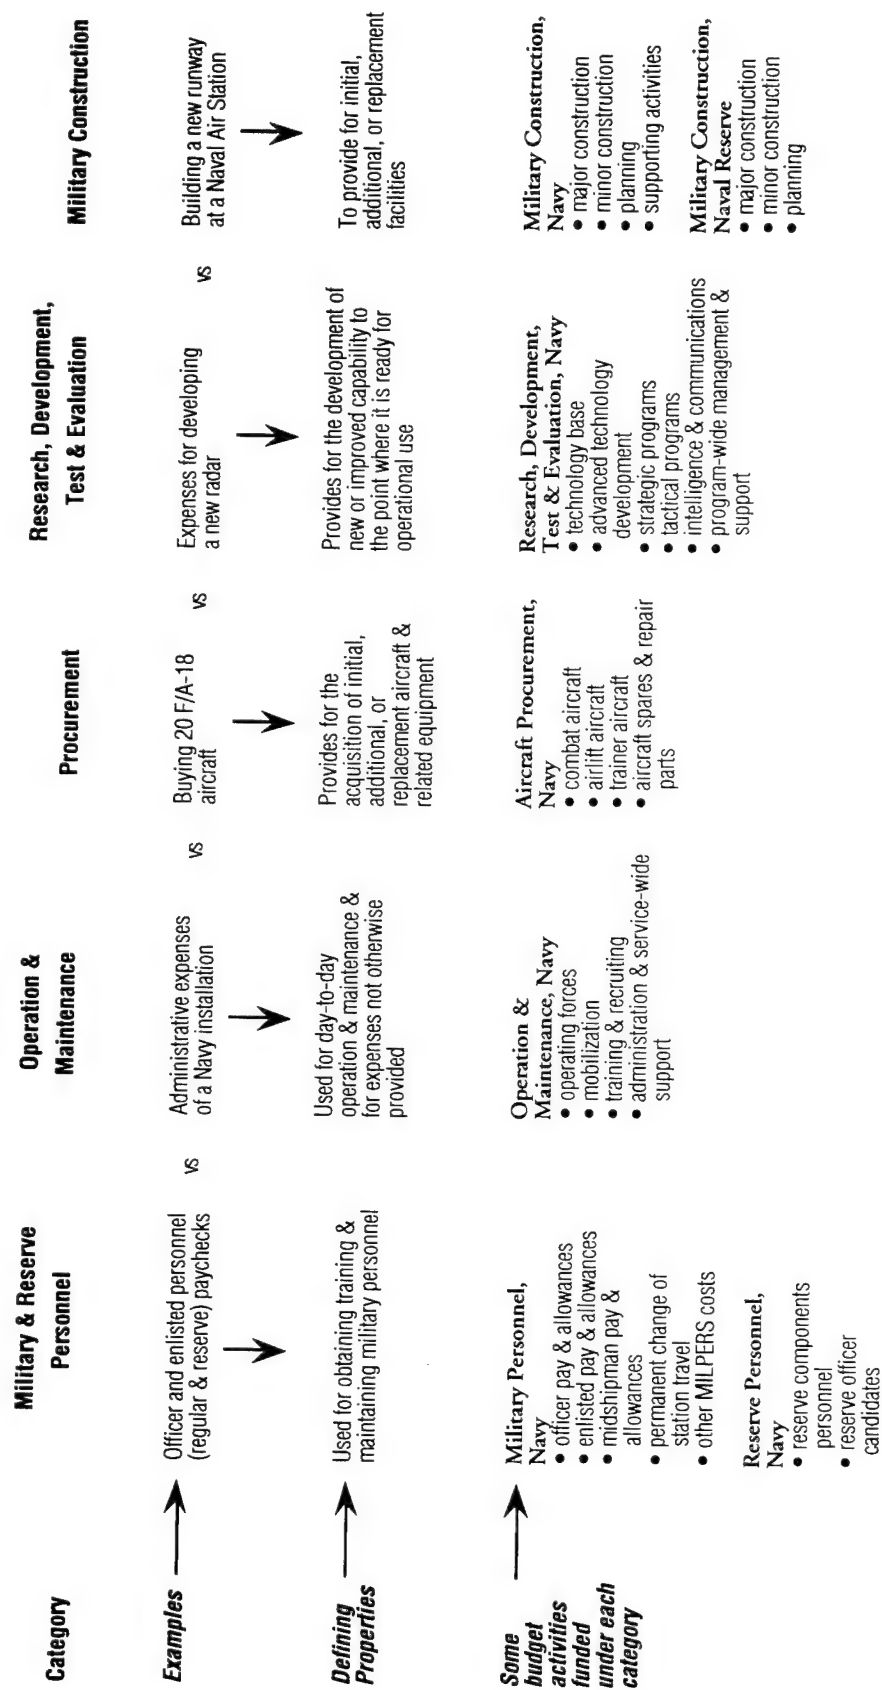 Category
Military & Reserve
Personnel
Operation &
Maintenance
Procurement
Research, Development,
Test & Evaluation
Military Construction
Examples
Officer and enlisted personnel
(regular & reserve) paychecks
vs
Administrative expenses
of a Navy installation
vs
Buying 20 F/A-18
aircraft
vs
Expenses for developing
a new radar
vs
Building a new runway
at a Naval Air Station
Defining
Properties
Used for obtaining training &
maintaining military personnel
Used for day-to-day
operation & maintenance &
for expenses not otherwise
provided
Provides for the
acquisition of initial,
additional, or
replacement aircraft &
related equipment
Provides for the development of
new or improved capability to
the point where it is ready for
operational use
To provide for initial,
additional, or replacement
facilities
Some
budget
activities
funded
under each
category
Military Personnel,
Navy
• officer pay & allowances
• enlisted pay & allowances
• midshipman pay &
allowances
• permanent change of
station travel
• other MILPERS costs
Reserve Personnel,
Navy
• reserve components
personnel
• reserve officer
candidates
Operation &
Maintenance, Navy
• operating forces
• mobilization
• training & recruiting
• administration & service-wide
support
Aircraft Procurement,
Navy
• combat aircraft
• airlift aircraft
• trainer aircraft
• aircraft spares & repair
parts
Research, Development,
Test & Evaluation, Navy
• technology base
• advanced technology
development
• strategic programs
• tactical programs
• intelligence & communications
• program-wide management &
support
Military Construction,
Navy
• major construction
• minor construction
• planning
• supporting activities
Military Construction,
Naval Reserve
• major construction
• minor construction
• planning